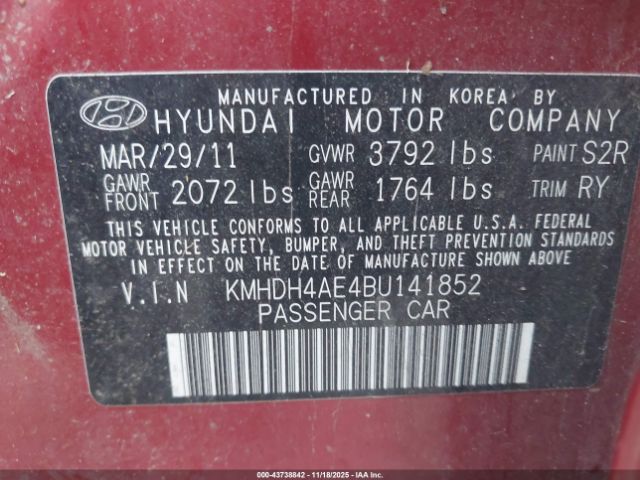 MANUFACTURED IN KOREA BY
HYUNDAI MOTOR COMPANY
MAR/29/11 GVWR 3792 lbs PAINT S2R
GAWR FRONT 2072 lbs GAWR REAR 1764 lbs TRIM RY
THIS VEHICLE CONFORMS TO ALL APPLICABLE U.S.A. FEDERAL
MOTOR VEHICLE SAFETY, BUMPER, AND THEFT PREVENTION STANDARDS
IN EFFECT ON THE DATE OF MANUFACTURE SHOWN ABOVE
V.I.N KMHDH4AE4BU141852
PASSENGER CAR
000-43738842 - 11/18/2025 - IAAI.COM